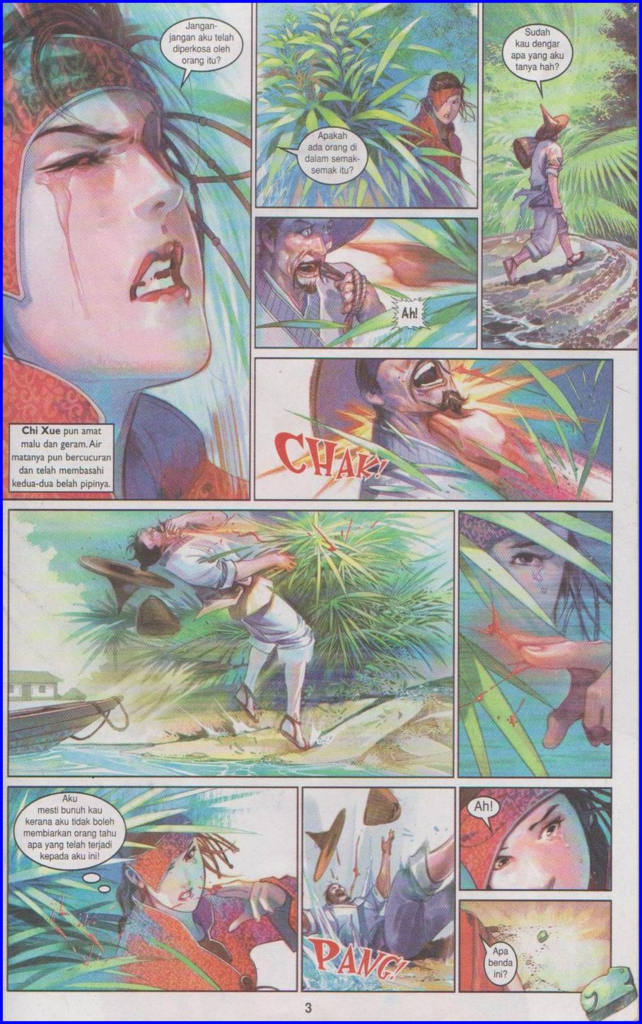 Jangan-
jangan aku telah
diperkosa oleh
orang itu?
Chi Xue pun amat
malu dan geram. Air
matanya pun bercucuran
dan telah membasahi
kedua-dua belah pipinya.
Apakah
ada orang di
dalam semak-
semak itu?
Sudah
kau dengar
apa yang aku
tanya hah?
Ah!
CHAK!
Aku
mesti bunuh kau
kerana aku tidak boleh
membiarkan orang tahu
apa yang telah terjadi
kepada aku ini!
PANG!
Ah!
Apa
benda
ini?
3